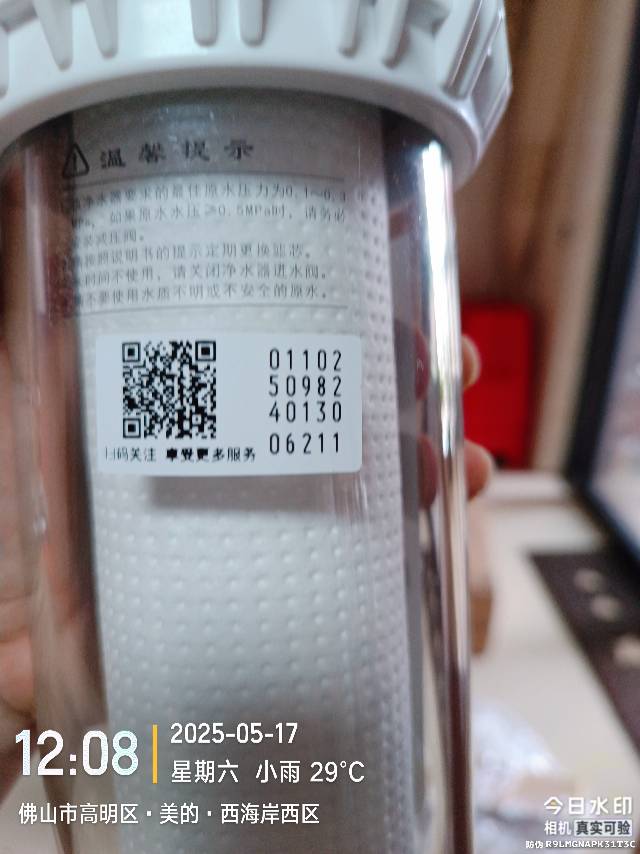 温馨提示
净水器要求的最佳原水压力为0.1~0.3
MPa,如果原水水压≥0.5MPa时,请务必
装减压阀。
按照说明书的提示定期更换滤芯。
时间不使用,请关闭净水器进水阀。
不要使用水质不明或不安全的原水。
01102
50982
40130
06211
扫码关注 享受更多服务
12:08
2025-05-17
星期六 小雨 29℃
佛山市高明区·美的·西海岸西区
今日水印
相机 真实可验
防伪 R9LMGNAPK31T3C